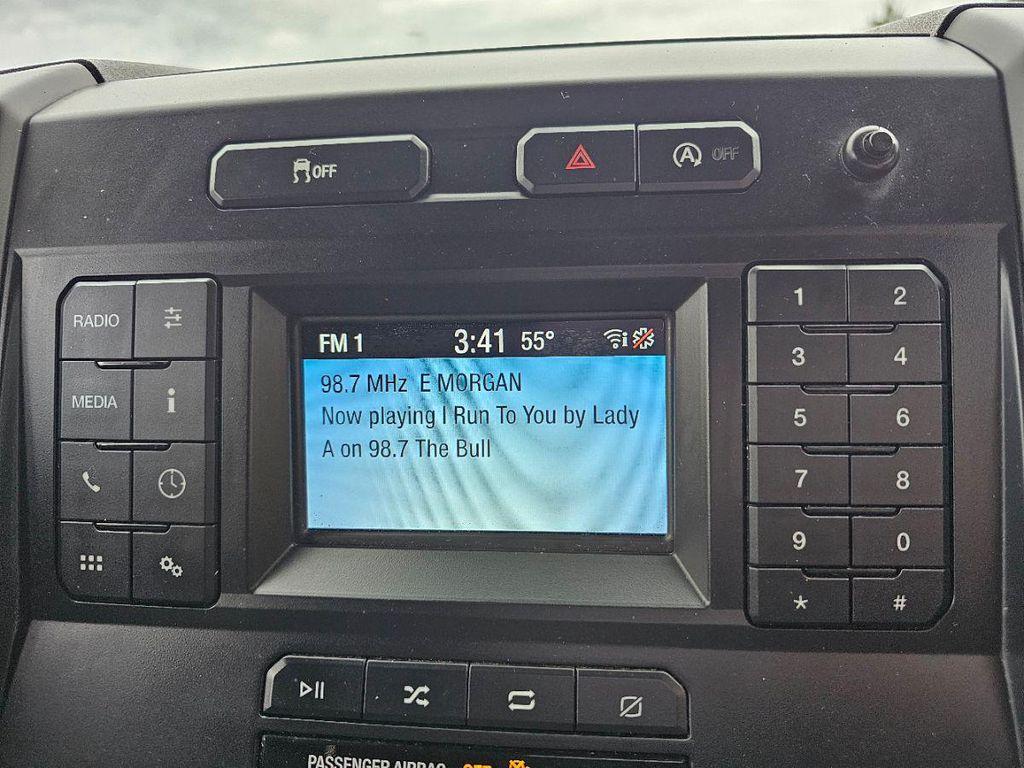 OFF
A OFF
RADIO
MEDIA
i
FM 1 3:41 55° i
98.7 MHz E MORGAN
Now playing I Run To You by Lady
A on 98.7 The Bull
1 2
3 4
5 6
7 8
9 0
* #
PASSENGER AIRBAG OFF